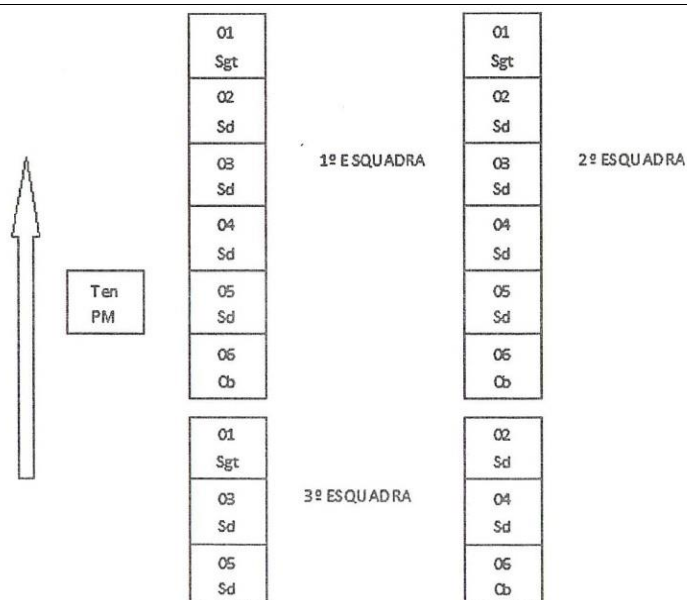 01
Sgt
02
Sd
03
Sd
04
Sd
05
Sd
06
Cb
1º ESQUADRA
01
Sgt
02
Sd
03
Sd
04
Sd
05
Sd
06
Cb
2º ESQUADRA
Ten
PM
01
Sgt
03
Sd
05
Sd
3º ESQUADRA
02
Sd
04
Sd
06
Cb